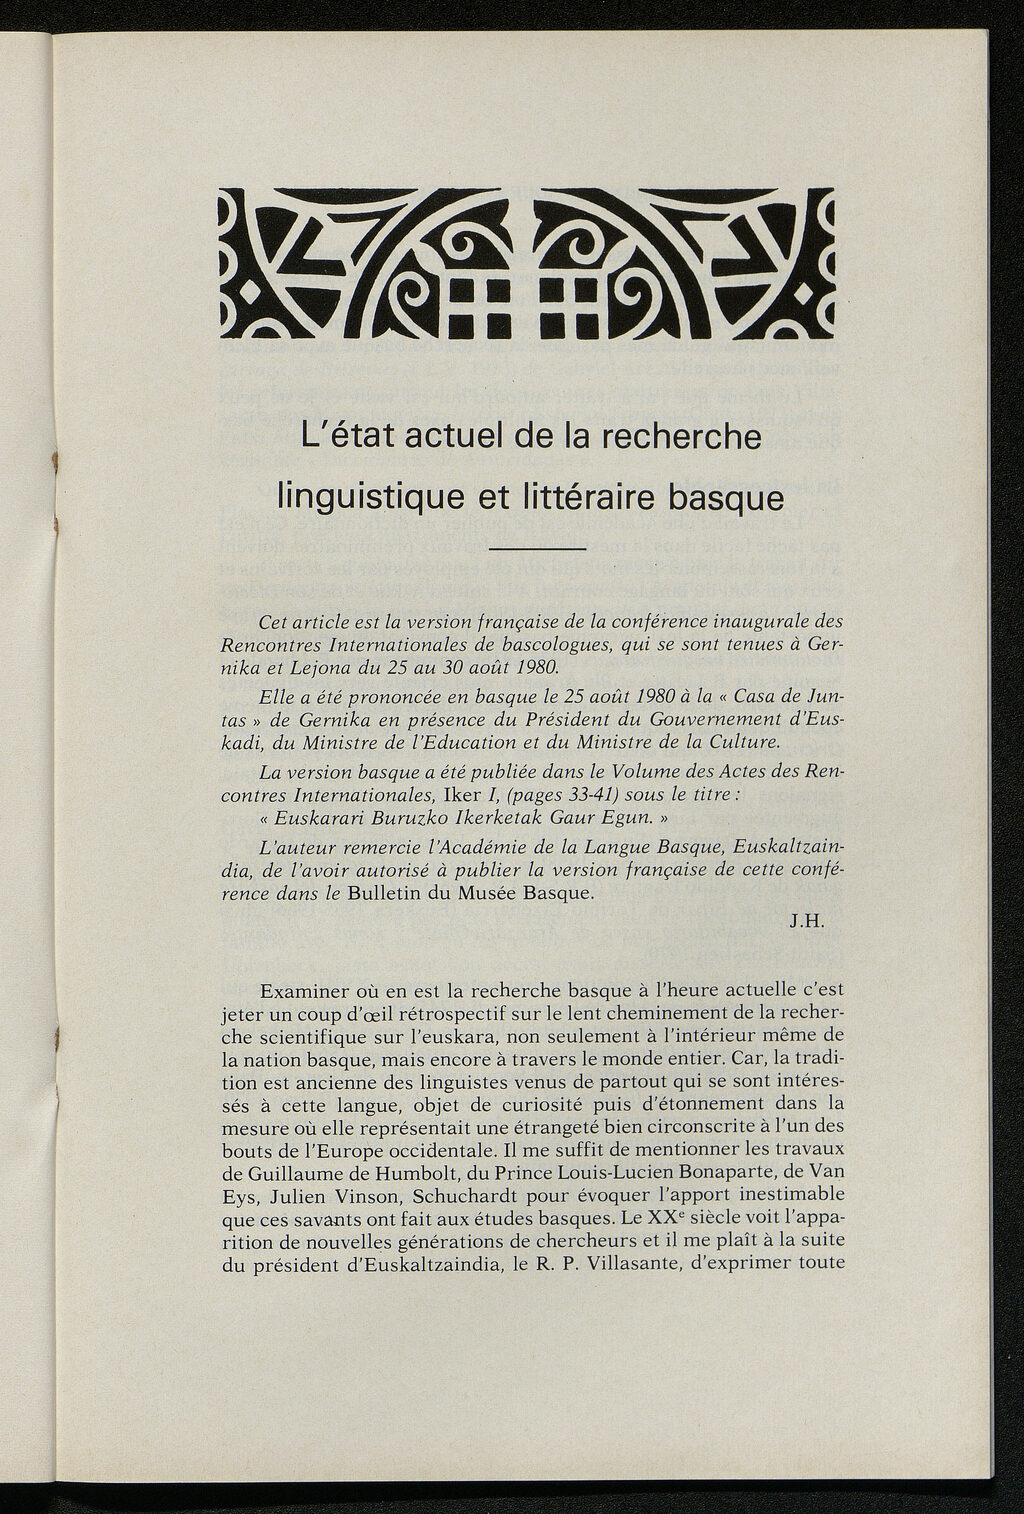 L'état actuel de la recherche
linguistique et littéraire basque
Cet article est la version française de la conférence inaugurale des
Rencontres Internationales de bascologues, qui se sont tenues à Ger-
nika et Lejona du 25 au 30 août 1980.
Elle a été prononcée en basque le 25 août 1980 à la « Casa de Jun-
tas » de Gernika en présence du Président du Gouvernement d'Eus-
kadi, du Ministre de l'Education et du Ministre de la Culture.
La version basque a été publiée dans le Volume des Actes des Ren-
contres Internationales, Iker I, (pages 33-41) sous le titre :
« Euskarari Buruzko Ikerketak Gaur Egun. »
L'auteur remercie l'Académie de la Langue Basque, Euskaltzain-
dia, de l'avoir autorisé à publier la version française de cette confé-
rence dans le Bulletin du Musée Basque.
J.H.
Examiner où en est la recherche basque à l'heure actuelle c'est
jeter un coup d'œil rétrospectif sur le lent cheminement de la recher-
che scientifique sur l'euskara, non seulement à l'intérieur même de
la nation basque, mais encore à travers le monde entier. Car, la tradi-
tion est ancienne des linguistes venus de partout qui se sont intéres-
sés à cette langue, objet de curiosité puis d'étonnement dans la
mesure où elle représentait une étrangeté bien circonscrite à l'un des
bouts de l'Europe occidentale. Il me suffit de mentionner les travaux
de Guillaume de Humbolt, du Prince Louis-Lucien Bonaparte, de Van
Eys, Julien Vinson, Schuchardt pour évoquer l'apport inestimable
que ces savants ont fait aux études basques. Le XXe siècle voit l'appa-
rition de nouvelles générations de chercheurs et il me plaît à la suite
du président d'Euskaltzaindia, le R. P. Villasante, d'exprimer toute